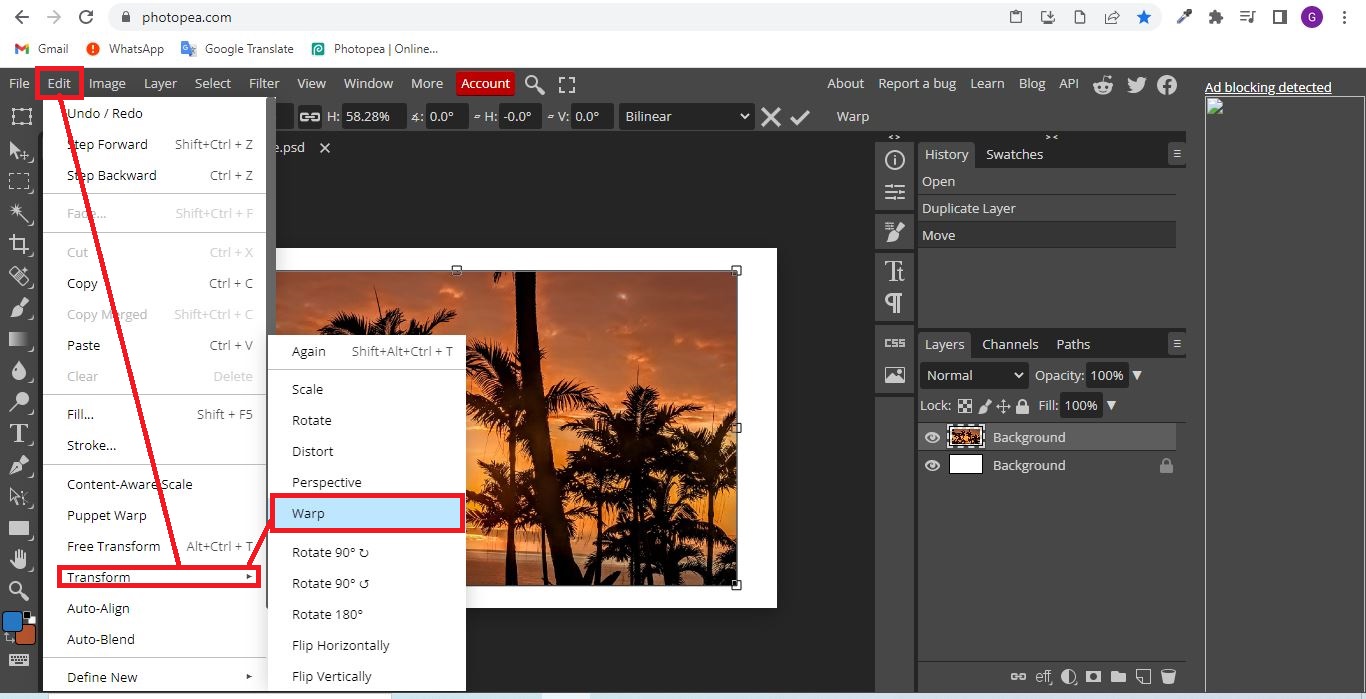 photopea.com
G
Gmail WhatsApp Google Translate Photopea | Online...
File Edit Image Layer Select Filter View Window More Account About Report a bug Learn Blog API
Ad blocking detected
H: 58.28% 0.0° H: -0.0° V: 0.0° Bilinear Warp
e.psd
Undo / Redo
Step Forward Shift+Ctrl + Z
Step Backward Ctrl + Z
Fade... Shift+Ctrl + F
Cut Ctrl + X
Copy Ctrl + C
Copy Merged Shift+Ctrl + C
Paste Ctrl + V
Clear Delete
Fill... Shift + F5
Stroke...
Content-Aware Scale
Puppet Warp
Free Transform Alt+Ctrl + T
Transform
Auto-Align
Auto-Blend
Define New
Again Shift+Alt+Ctrl + T
Scale
Rotate
Distort
Perspective
Warp
Rotate 90° ↻
Rotate 90° ↺
Rotate 180°
Flip Horizontally
Flip Vertically
< >
> <
History Swatches
Open
Duplicate Layer
Move
CSS
Layers Channels Paths
Normal Opacity: 100%
Lock: Fill: 100%
Background
Background
eff